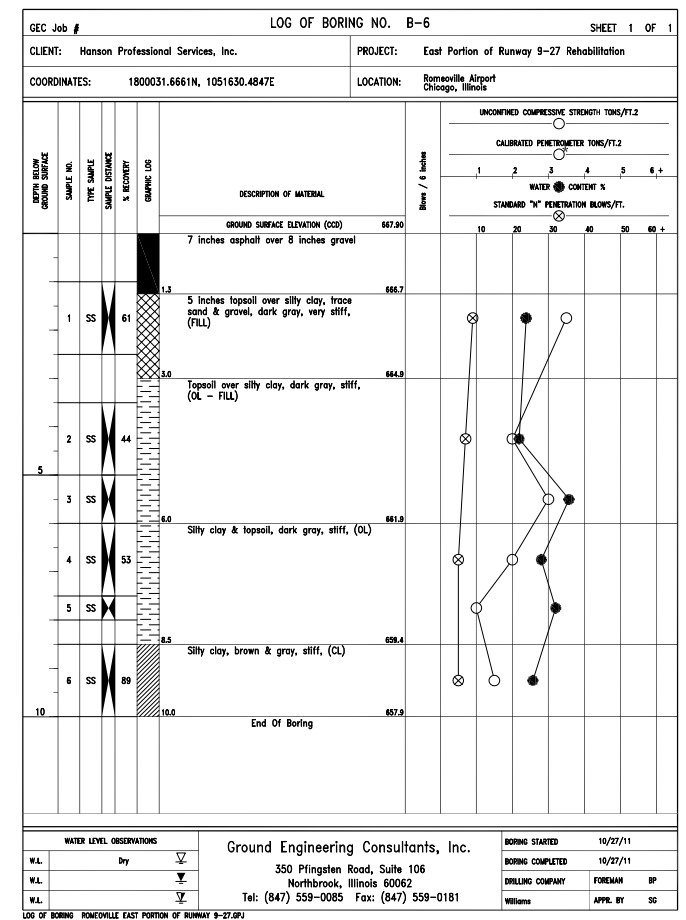 GEC Job #
LOG OF BORING NO. B-6
SHEET 1 OF 1
CLIENT: Hanson Professional Services, Inc.
PROJECT: East Portion of Runway 9-27 Rehabilitation
COORDINATES: 1800031.6661N, 1051630.4847E
LOCATION: Romeoville Airport
Chicago, Illinois
DEPTH BELOW
GROUND SURFACE
SAMPLE NO.
TYPE SAMPLE
SAMPLE DISTANCE
% RECOVERY
GRAPHIC LOG
DESCRIPTION OF MATERIAL
GROUND SURFACE ELEVATION (CCD) 667.90
Blows / 6 inches
UNCONFINED COMPRESSIVE STRENGTH TONS/FT.2
CALIBRATED PENETROMETER TONS/FT.2
*
1 2 3 4 5 6 +
WATER CONTENT %
STANDARD "N" PENETRATION BLOWS/FT.
10 20 30 40 50 60 +
7 inches asphalt over 8 inches gravel
1.3 666.7
5 inches topsoil over silty clay, trace
sand & gravel, dark gray, very stiff,
(FILL)
1 SS 61
3.0 664.9
Topsoil over silty clay, dark gray, stiff,
(OL - FILL)
2 SS 44
5
3 SS
6.0 661.9
Silty clay & topsoil, dark gray, stiff, (OL)
4 SS 53
5 SS
8.5 659.4
Silty clay, brown & gray, stiff, (CL)
6 SS 89
10 10.0 657.9
End Of Boring
WATER LEVEL OBSERVATIONS
W.L. Dry
W.L.
W.L.
Ground Engineering Consultants, Inc.
350 Pfingsten Road, Suite 106
Northbrook, Illinois 60062
Tel: (847) 559-0085 Fax: (847) 559-0181
BORING STARTED 10/27/11
BORING COMPLETED 10/27/11
DRILLING COMPANY FOREMAN BP
Williams APPR. BY SG
LOG OF BORING ROMEOVILLE EAST PORTION OF RUNWAY 9-27.GPJ